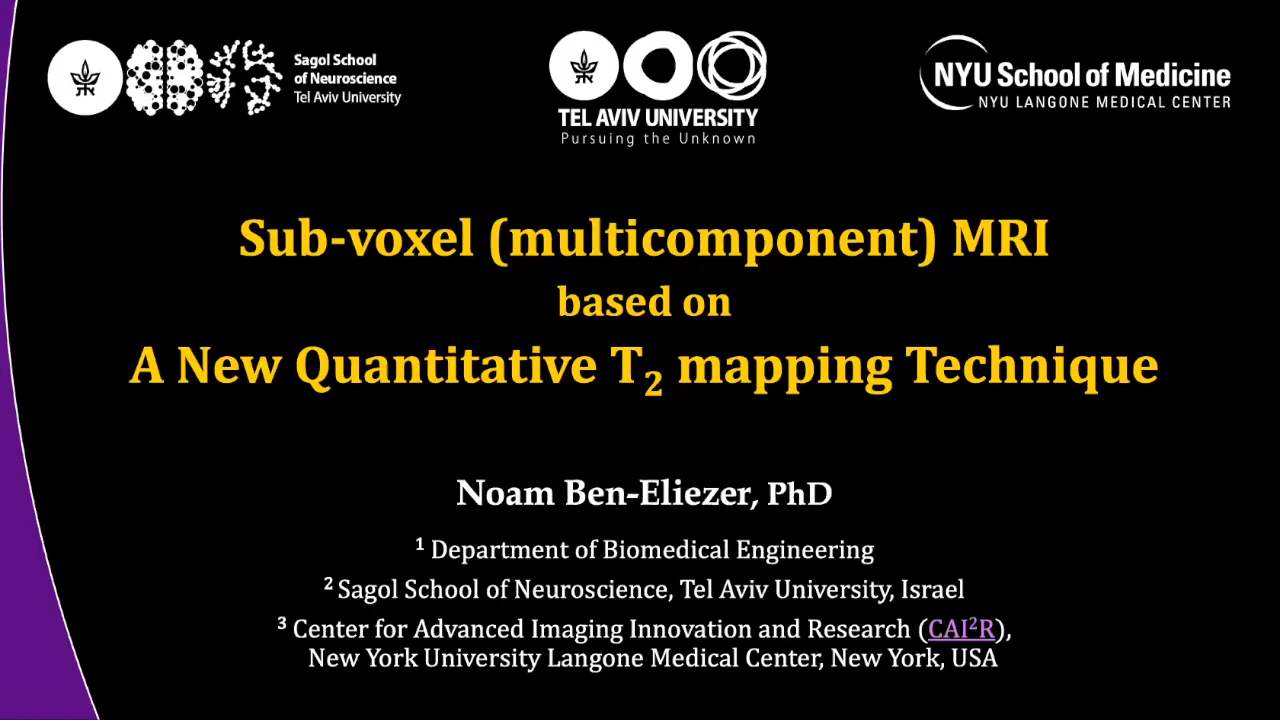 Sagol School
of Neuroscience
Tel Aviv University
TEL AVIV UNIVERSITY
Pursuing the Unknown
NYU School of Medicine
NYU LANGONE MEDICAL CENTER
Sub-voxel (multicomponent) MRI
based on
A New Quantitative T₂ mapping Technique
Noam Ben-Eliezer, PhD
¹ Department of Biomedical Engineering
² Sagol School of Neuroscience, Tel Aviv University, Israel
³ Center for Advanced Imaging Innovation and Research (CAI²R),
New York University Langone Medical Center, New York, USA